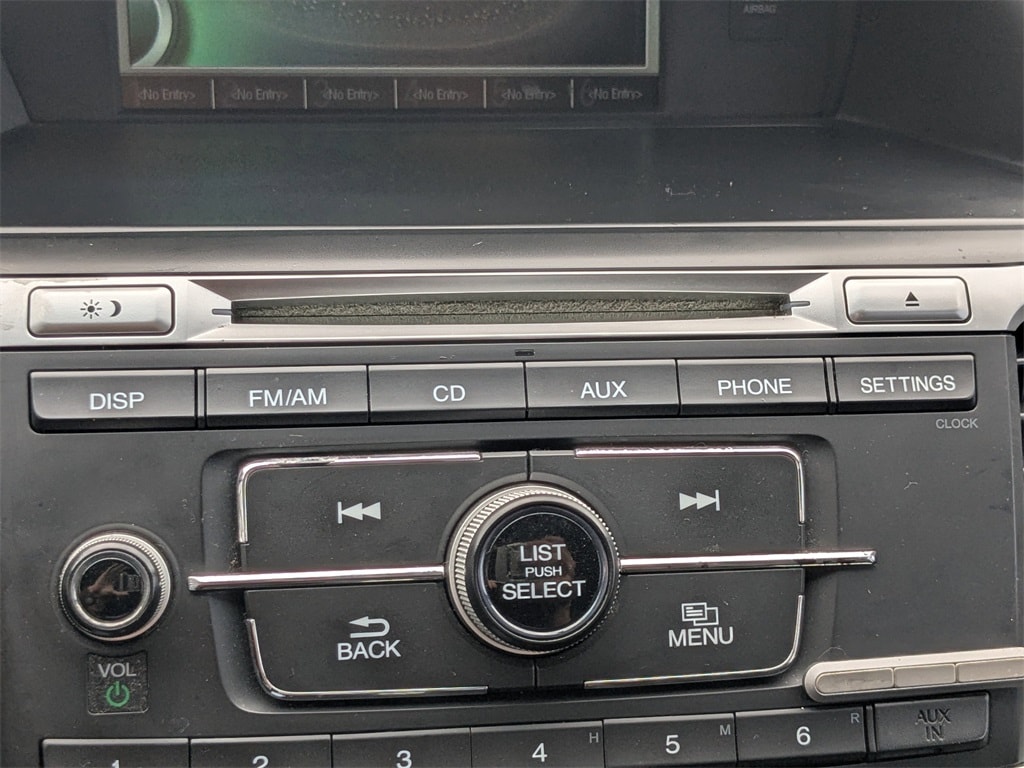 AIRBAG
<No Entry> <No Entry> <No Entry> <No Entry> <No Entry> <No Entry>
DISP FM/AM CD AUX PHONE SETTINGS
CLOCK
LIST
PUSH
SELECT
BACK MENU
VOL
1 2 3 4 H 5 M 6 R AUX IN